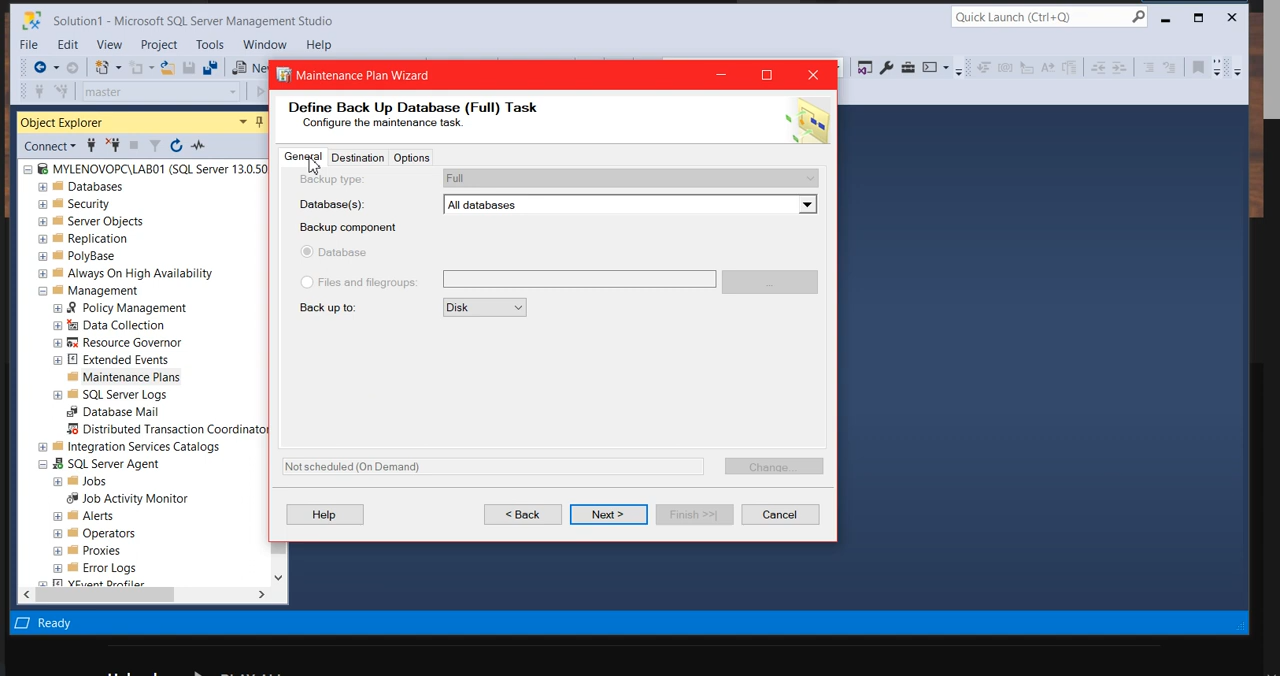 Solution1 - Microsoft SQL Server Management Studio
Quick Launch (Ctrl+Q)
File Edit View Project Tools Window Help
master
Object Explorer
Connect
MYLENOVOPC\LAB01 (SQL Server 13.0.50
Databases
Security
Server Objects
Replication
PolyBase
Always On High Availability
Management
Policy Management
Data Collection
Resource Governor
Extended Events
Maintenance Plans
SQL Server Logs
Database Mail
Distributed Transaction Coordinator
Integration Services Catalogs
SQL Server Agent
Jobs
Job Activity Monitor
Alerts
Operators
Proxies
Error Logs
XEvent Profiler
Maintenance Plan Wizard
Define Back Up Database (Full) Task
Configure the maintenance task.
General Destination Options
Backup type: Full
Database(s): All databases
Backup component
Database
Files and filegroups: ...
Back up to: Disk
Not scheduled (On Demand) Change...
Help < Back Next > Finish >>| Cancel
Ready